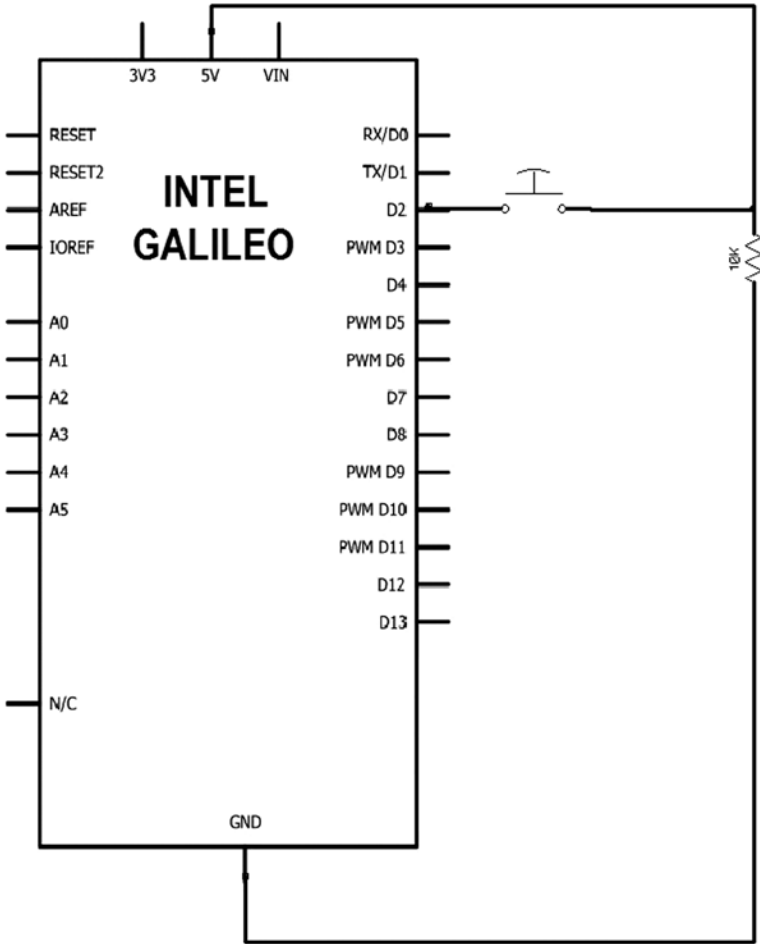 3V3 5V VIN
RESET
RESET2
AREF
IOREF
A0
A1
A2
A3
A4
A5
N/C
INTEL
GALILEO
RX/D0
TX/D1
D2
PWM D3
D4
PWM D5
PWM D6
D7
D8
PWM D9
PWM D10
PWM D11
D12
D13
10K
GND